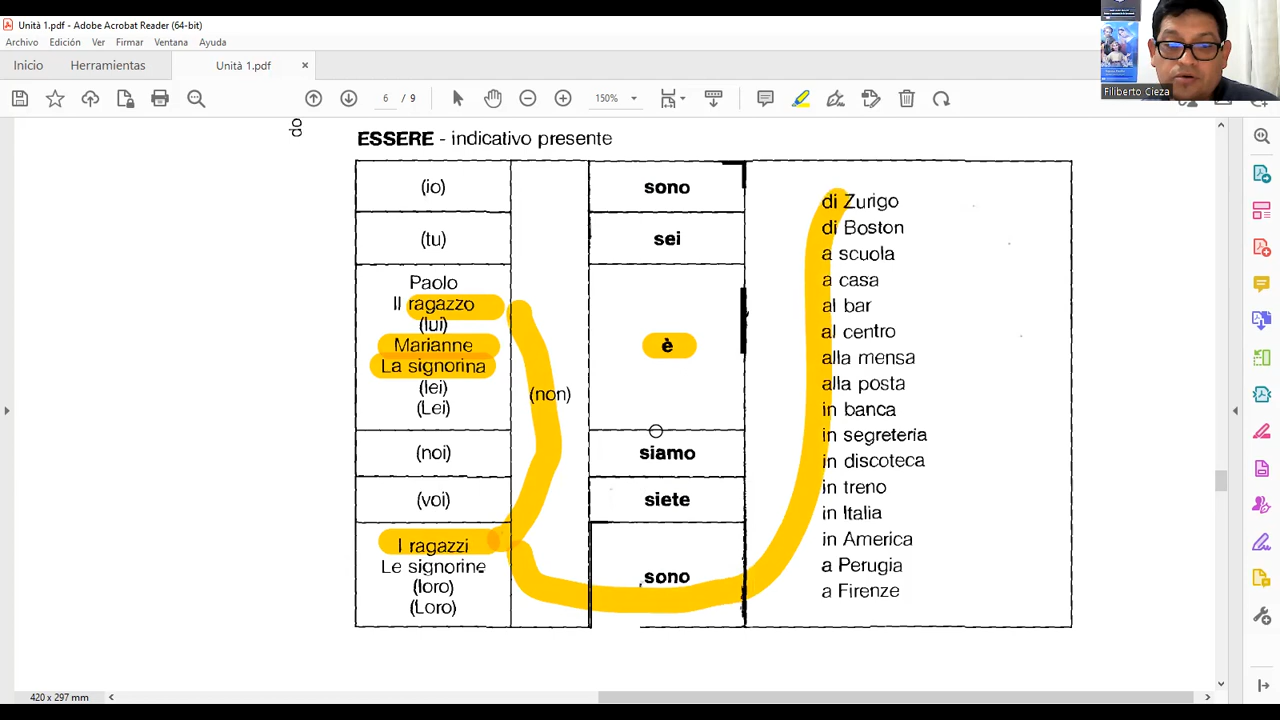 Unità 1.pdf - Adobe Acrobat Reader (64-bit)
Archivo Edición Ver Firmar Ventana Ayuda
Inicio Herramientas Unità 1.pdf ×
6 / 9 150%
Filiberto Cieza
do
ESSERE - indicativo presente
(io) sono
(tu) sei
Paolo
Il ragazzo
(lui)
Marianne
La signorina
(lei)
(Lei)
(non)
è
(noi) siamo
(voi) siete
I ragazzi
Le signorine
(loro)
(Loro)
sono
di Zurigo
di Boston
a scuola
a casa
al bar
al centro
alla mensa
alla posta
in banca
in segreteria
in discoteca
in treno
in Italia
in America
a Perugia
a Firenze
420 x 297 mm